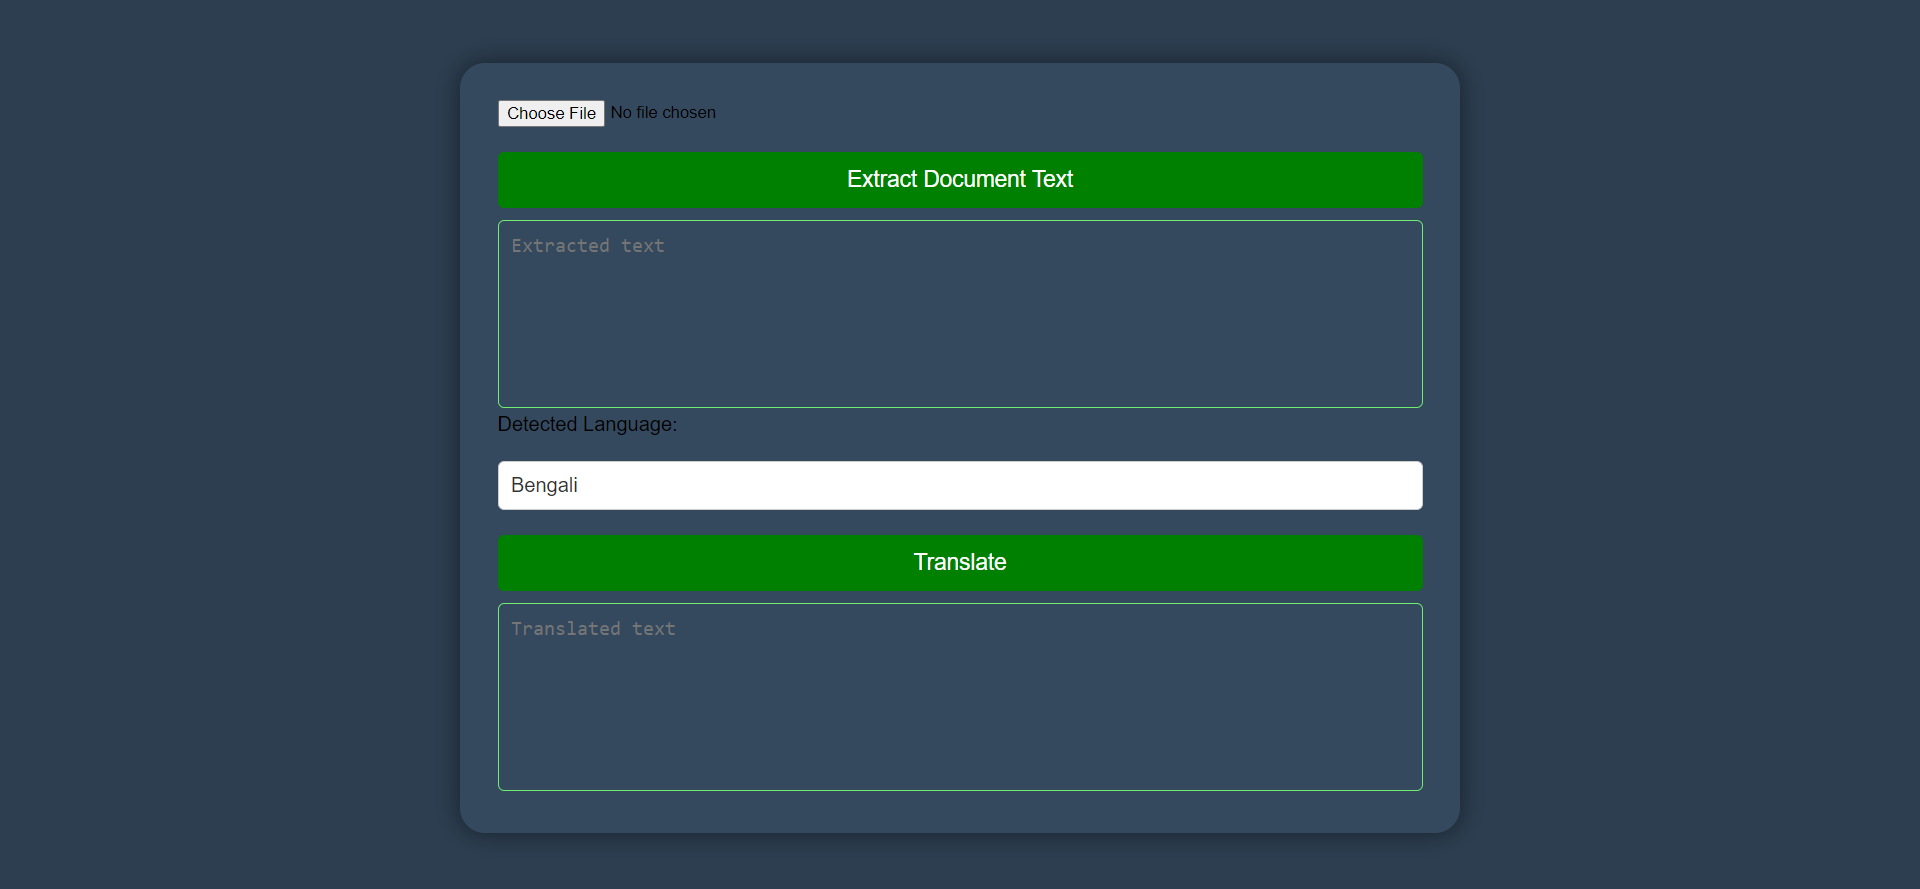 Choose File No file chosen
Extract Document Text
Extracted text
Detected Language:
Bengali
Translate
Translated text